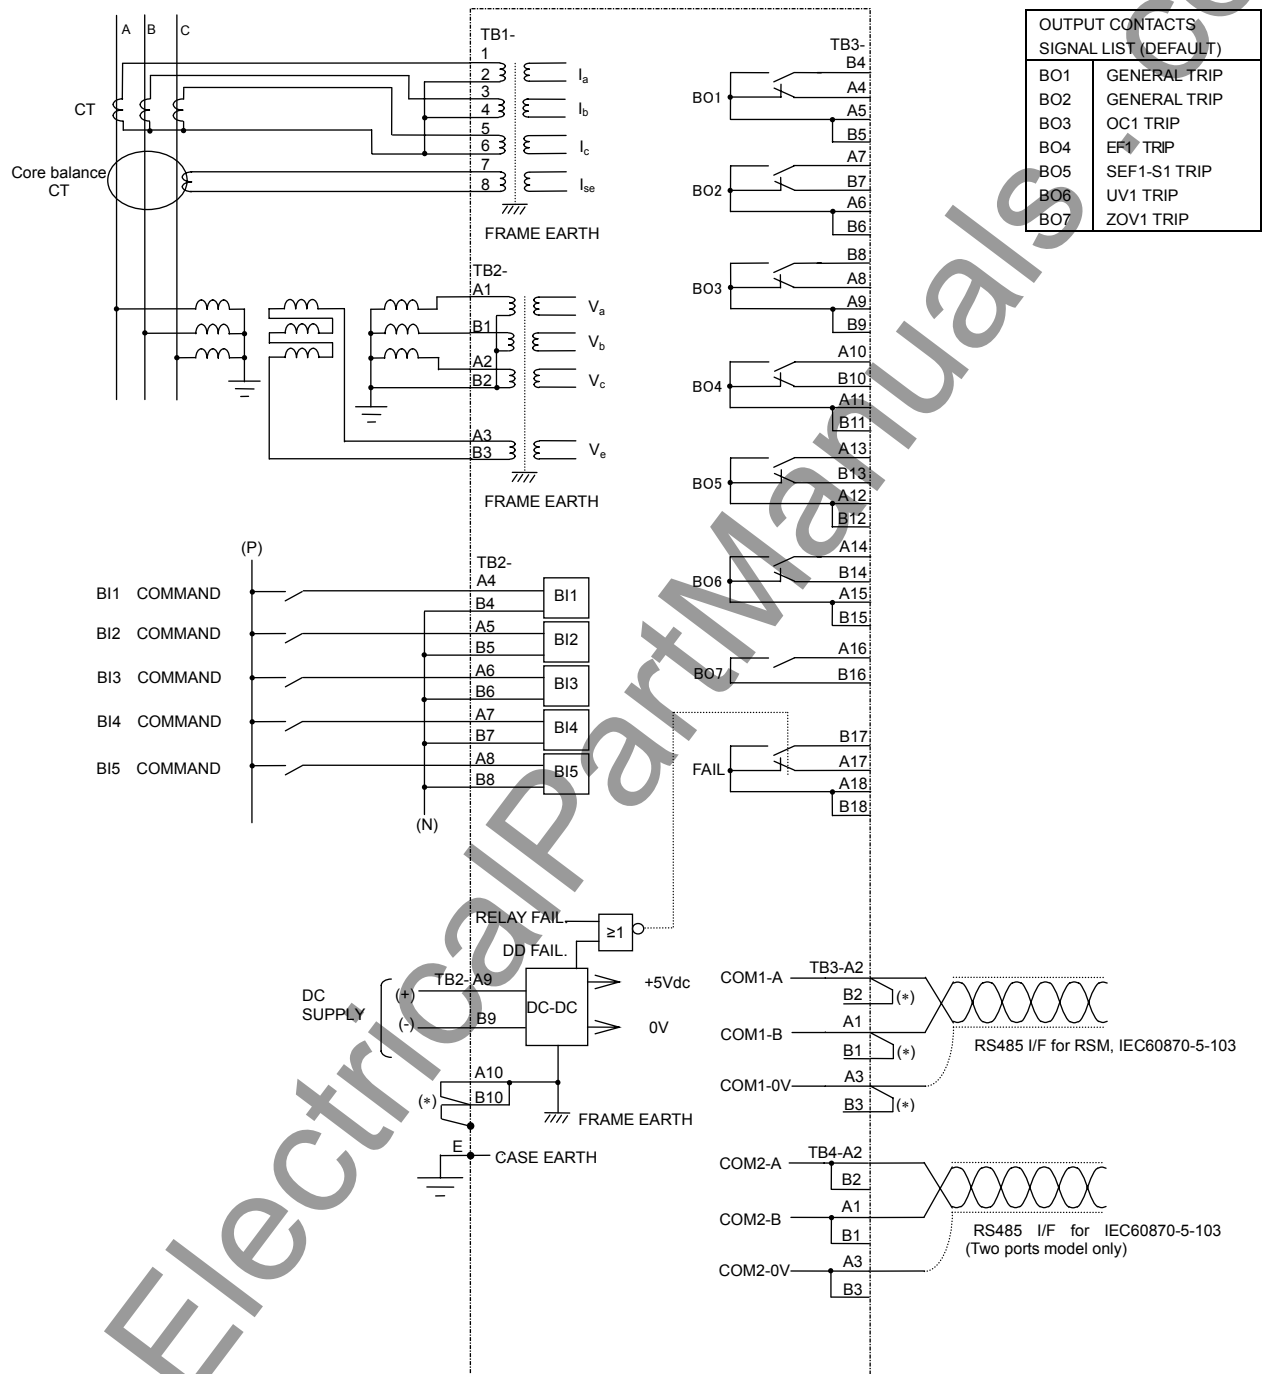 A B C
TB1-
1
2
3
4
5
6
7
8
CT
Core balance
CT
Ia
Ib
Ic
Ise
FRAME EARTH
TB2-
A1
B1
A2
B2
A3
B3
Va
Vb
Vc
Ve
FRAME EARTH
(P)
TB2-
BI1 COMMAND
A4
B4
BI1
BI2 COMMAND
A5
B5
BI2
BI3 COMMAND
A6
B6
BI3
BI4 COMMAND
A7
B7
BI4
BI5 COMMAND
A8
B8
BI5
(N)
RELAY FAIL.
≥1
DD FAIL.
DC
SUPPLY
(+)
(-)
TB2- A9
B9
DC-DC
+5Vdc
0V
A10
(*)
B10
FRAME EARTH
E
CASE EARTH
TB3-
BO1
B4
A4
A5
B5
BO2
A7
B7
A6
B6
BO3
B8
A8
A9
B9
BO4
A10
B10
A11
B11
BO5
A13
B13
A12
B12
BO6
A14
B14
A15
B15
BO7
A16
B16
FAIL
B17
A17
A18
B18
COM1-A
TB3-A2
B2
(*)
COM1-B
A1
B1
(*)
COM1-0V
A3
B3
(*)
RS485 I/F for RSM, IEC60870-5-103
COM2-A
TB4-A2
B2
COM2-B
A1
B1
COM2-0V
A3
B3
RS485 I/F for IEC60870-5-103
(Two ports model only)
OUTPUT CONTACTS
SIGNAL LIST (DEFAULT)
BO1 GENERAL TRIP
BO2 GENERAL TRIP
BO3 OC1 TRIP
BO4 EF1 TRIP
BO5 SEF1-S1 TRIP
BO6 UV1 TRIP
BO7 ZOV1 TRIP
ElectricalPartManuals . co